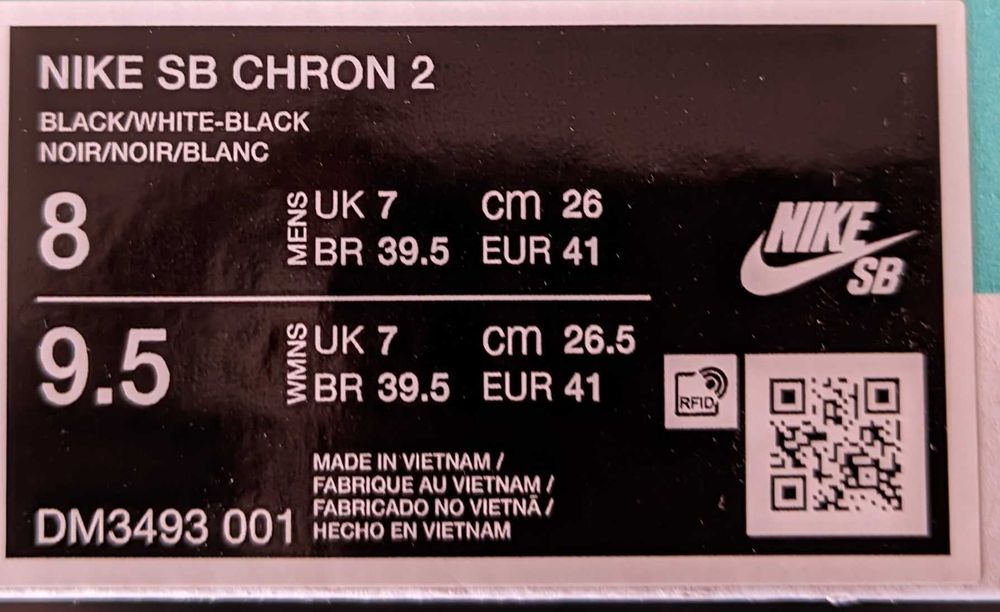 NIKE SB CHRON 2
BLACK/WHITE-BLACK
NOIR/NOIR/BLANC
8
MENS
UK 7 cm 26
BR 39.5 EUR 41
NIKE
SB
9.5
WMNS
UK 7 cm 26.5
BR 39.5 EUR 41
RFID
MADE IN VIETNAM /
FABRIQUE AU VIETNAM /
FABRICADO NO VIETNÃ /
HECHO EN VIETNAM
DM3493 001